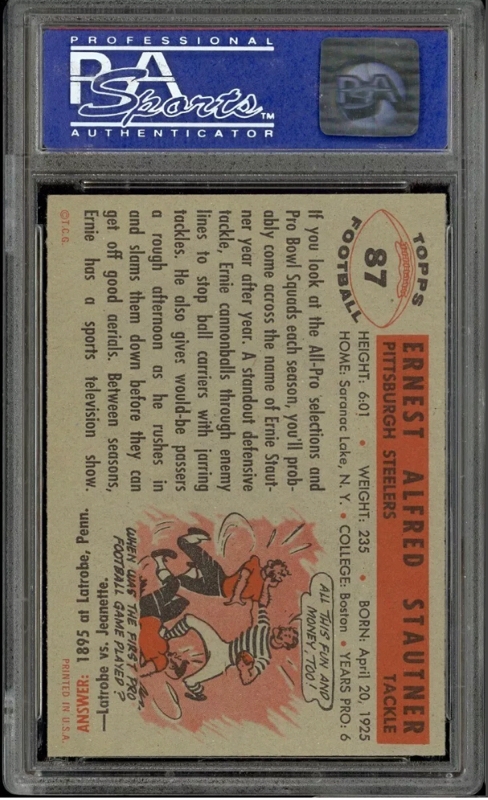 PROFESSIONAL
PSA
Sports™
AUTHENTICATOR
PSA
TOPPS
87
FOOTBALL
ERNEST ALFRED STAUTNER
PITTSBURGH STEELERS TACKLE
HEIGHT: 6:01 • WEIGHT: 235 • BORN: April 20, 1925
HOME: Saranac Lake, N. Y. • COLLEGE: Boston • YEARS PRO: 6
If you look at the All-Pro selections and
Pro Bowl Squads each season, you'll prob-
ably come across the name of Ernie Staut-
ner year after year. A standout defensive
tackle, Ernie cannonballs through enemy
lines to stop ball carriers with jarring
tackles. He also gives would-be passers
a rough afternoon as he rushes in
and slams them down before they can
get off good aerials. Between seasons,
Ernie has a sports television show.
©T.C.G.
ALL THIS FUN AND
MONEY, TOO!
WHEN WAS THE FIRST PRO
FOOTBALL GAME PLAYED?
ANSWER: 1895 at Latrobe, Penn.
—Latrobe vs. Jeanette.
PRINTED IN U.S.A.